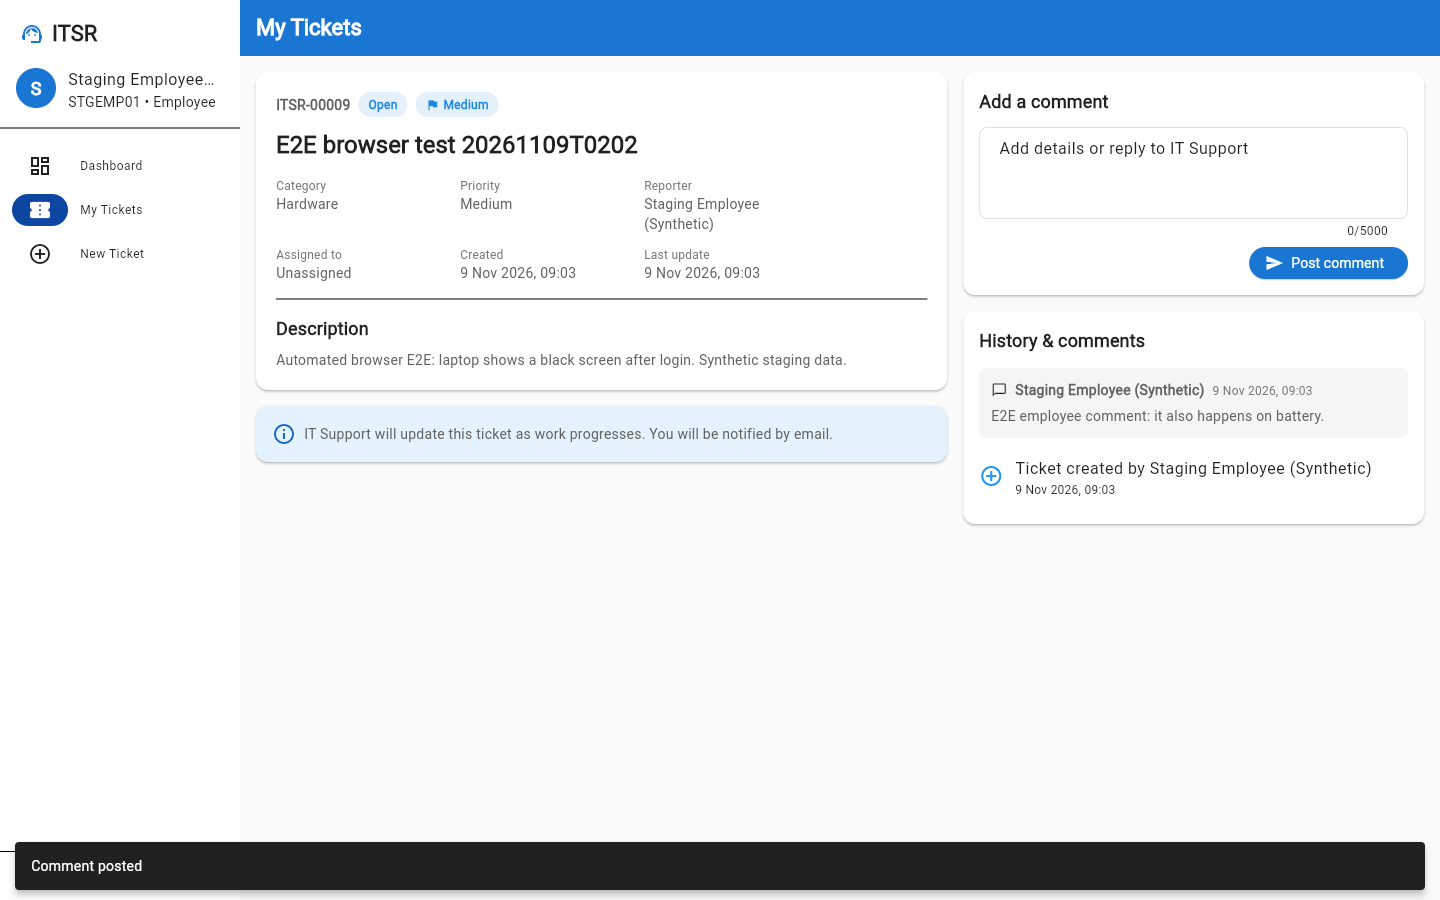 ITSR
S
Staging Employee…
STGEMP01 • Employee
Dashboard
My Tickets
New Ticket
My Tickets
ITSR-00009 Open Medium
E2E browser test 20261109T0202
Category Priority Reporter
Hardware Medium Staging Employee
(Synthetic)
Assigned to Created Last update
Unassigned 9 Nov 2026, 09:03 9 Nov 2026, 09:03
Description
Automated browser E2E: laptop shows a black screen after login. Synthetic staging data.
IT Support will update this ticket as work progresses. You will be notified by email.
Add a comment
Add details or reply to IT Support
0/5000
Post comment
History & comments
Staging Employee (Synthetic) 9 Nov 2026, 09:03
E2E employee comment: it also happens on battery.
Ticket created by Staging Employee (Synthetic)
9 Nov 2026, 09:03
Comment posted